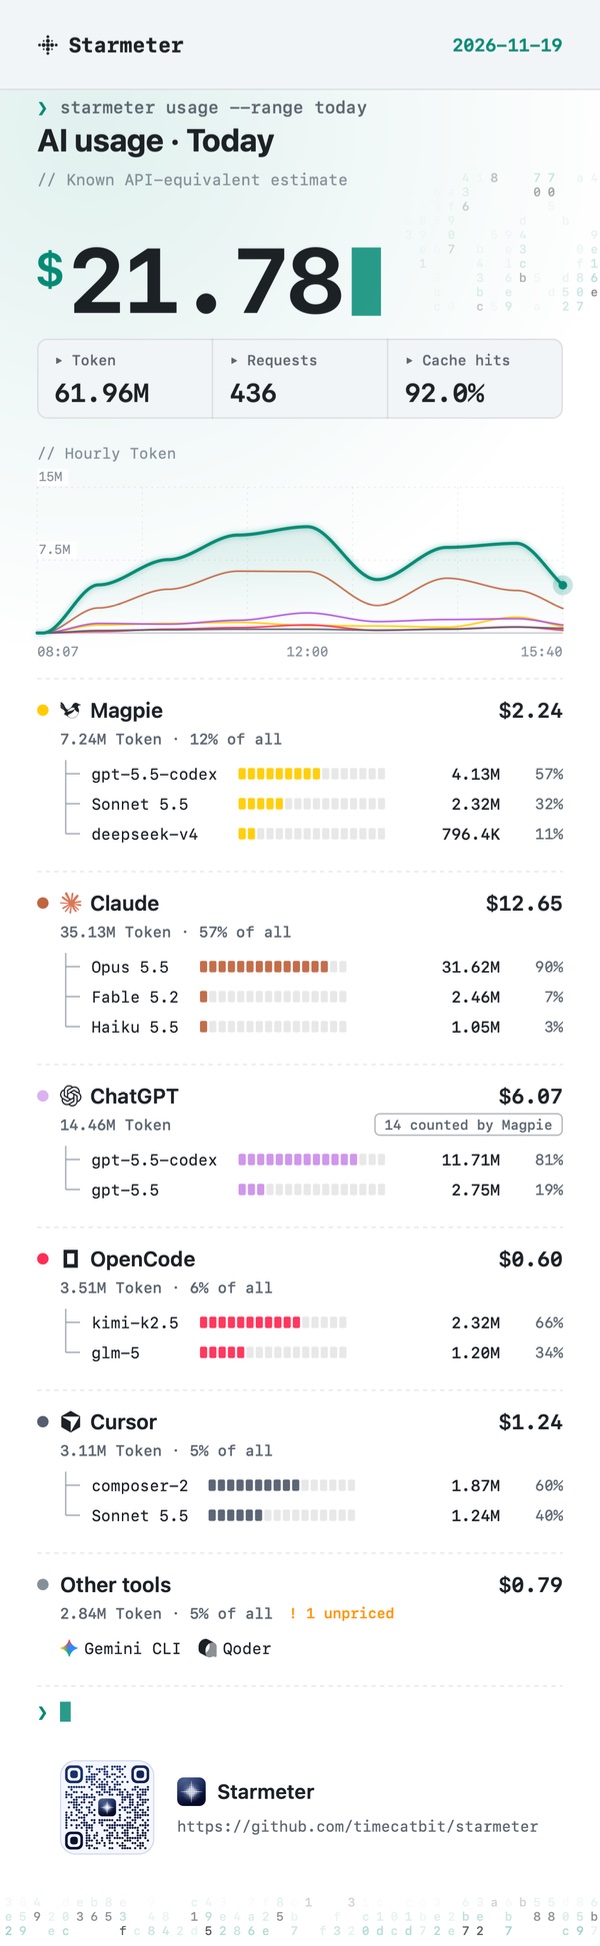 Starmeter
2026-11-19
❯ starmeter usage --range today
AI usage · Today
// Known API-equivalent estimate
$21.78
▸ Token
▸ Requests
▸ Cache hits
61.96M
436
92.0%
// Hourly Token
15M
7.5M
08:07
12:00
15:40
Magpie
$2.24
7.24M Token · 12% of all
gpt-5.5-codex 4.13M 57%
Sonnet 5.5 2.32M 32%
deepseek-v4 796.4K 11%
Claude
$12.65
35.13M Token · 57% of all
Opus 5.5 31.62M 90%
Fable 5.2 2.46M 7%
Haiku 5.5 1.05M 3%
ChatGPT
$6.07
14.46M Token
14 counted by Magpie
gpt-5.5-codex 11.71M 81%
gpt-5.5 2.75M 19%
OpenCode
$0.60
3.51M Token · 6% of all
kimi-k2.5 2.32M 66%
glm-5 1.20M 34%
Cursor
$1.24
3.11M Token · 5% of all
composer-2 1.87M 60%
Sonnet 5.5 1.24M 40%
Other tools
$0.79
2.84M Token · 5% of all ! 1 unpriced
Gemini CLI Qoder
❯
Starmeter
https://github.com/timecatbit/starmeter